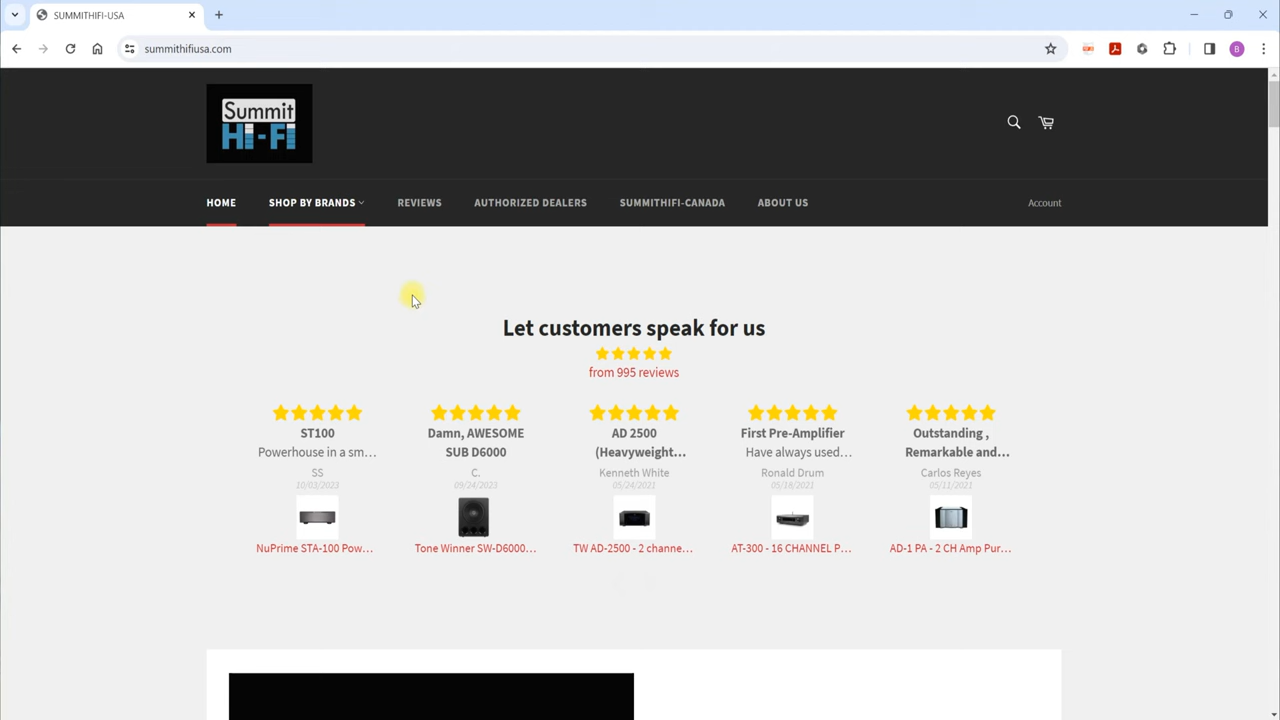 SUMMITHIFI-USA
summithifiusa.com
B
Summit
Hi-Fi
HOME
SHOP BY BRANDS
REVIEWS
AUTHORIZED DEALERS
SUMMITHIFI-CANADA
ABOUT US
Account
Let customers speak for us
from 995 reviews
ST100
Powerhouse in a sm…
SS
10/03/2023
NuPrime STA-100 Pow…
Damn, AWESOME
SUB D6000
C.
09/24/2023
Tone Winner SW-D6000…
AD 2500
(Heavyweight…
Kenneth White
05/24/2021
TW AD-2500 - 2 channe…
First Pre-Amplifier
Have always used…
Ronald Drum
05/18/2021
AT-300 - 16 CHANNEL P…
Outstanding ,
Remarkable and…
Carlos Reyes
05/11/2021
AD-1 PA - 2 CH Amp Pur…